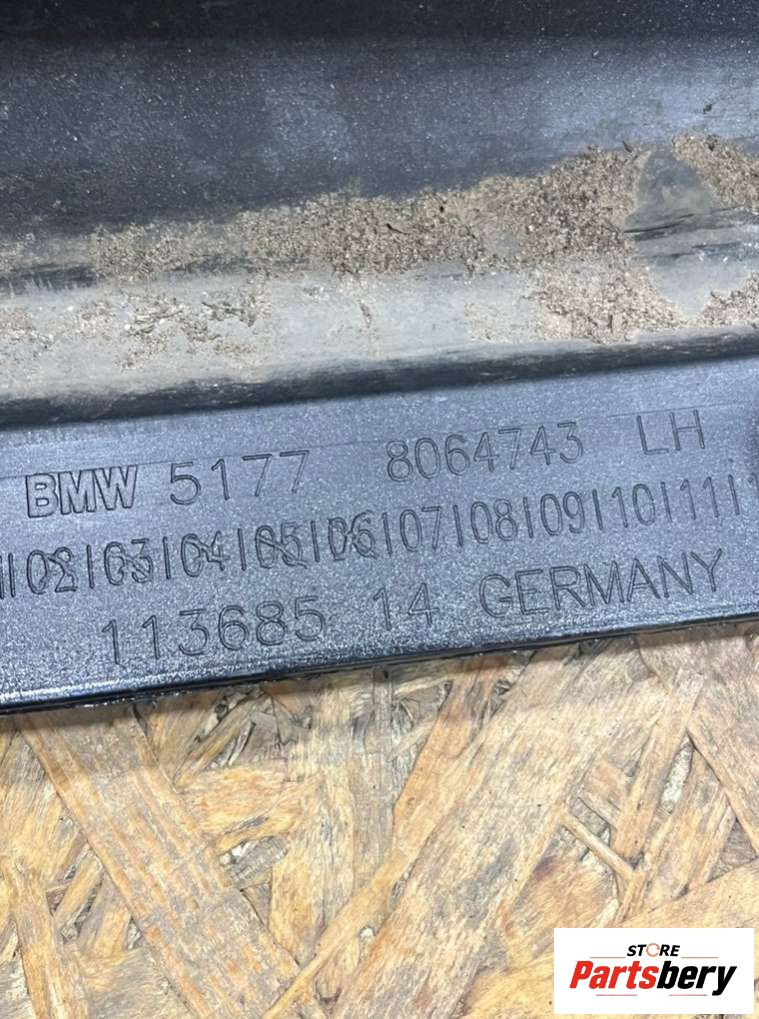 BMW 5177 8064743 LH
02|03|04|05|06|07|08|09|10|11|
113685 14 GERMANY
STORE
Partsbery